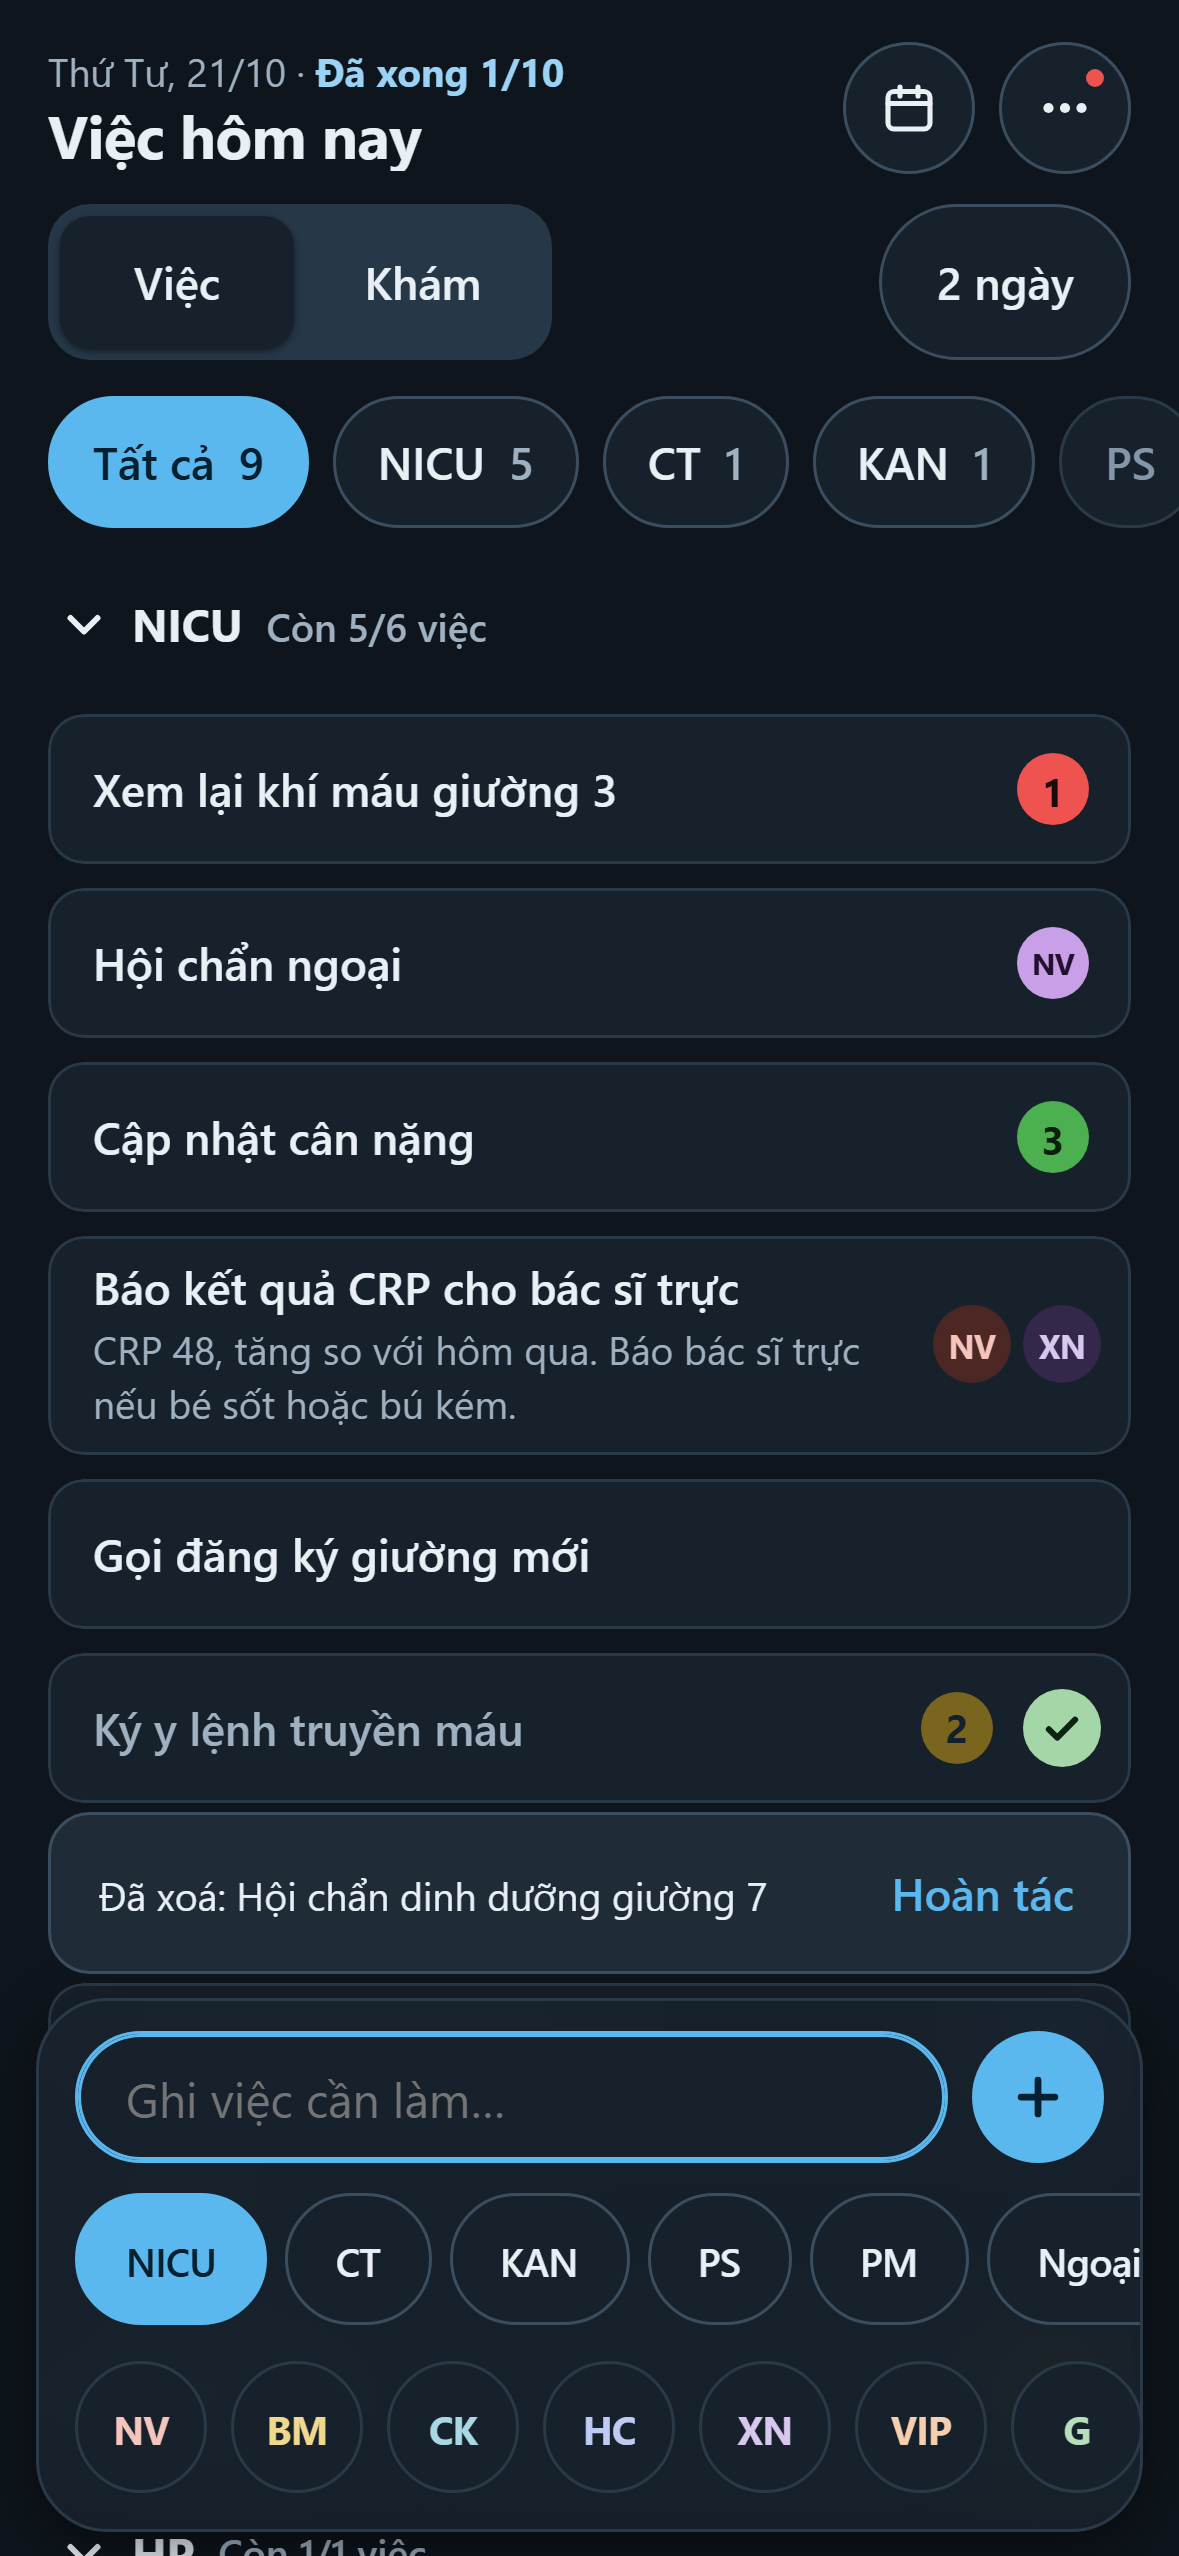 Thứ Tư, 21/10 · Đã xong 1/10
Việc hôm nay
Việc Khám 2 ngày
Tất cả 9 NICU 5 CT 1 KAN 1 PS
NICU Còn 5/6 việc
Xem lại khí máu giường 3 1
Hội chẩn ngoại NV
Cập nhật cân nặng 3
Báo kết quả CRP cho bác sĩ trực
CRP 48, tăng so với hôm qua. Báo bác sĩ trực
nếu bé sốt hoặc bú kém.
NV XN
Gọi đăng ký giường mới
Ký y lệnh truyền máu 2
Đã xoá: Hội chẩn dinh dưỡng giường 7 Hoàn tác
Ghi việc cần làm...
NICU CT KAN PS PM Ngoại
NV BM CK HC XN VIP G
Còn 1/1 việc